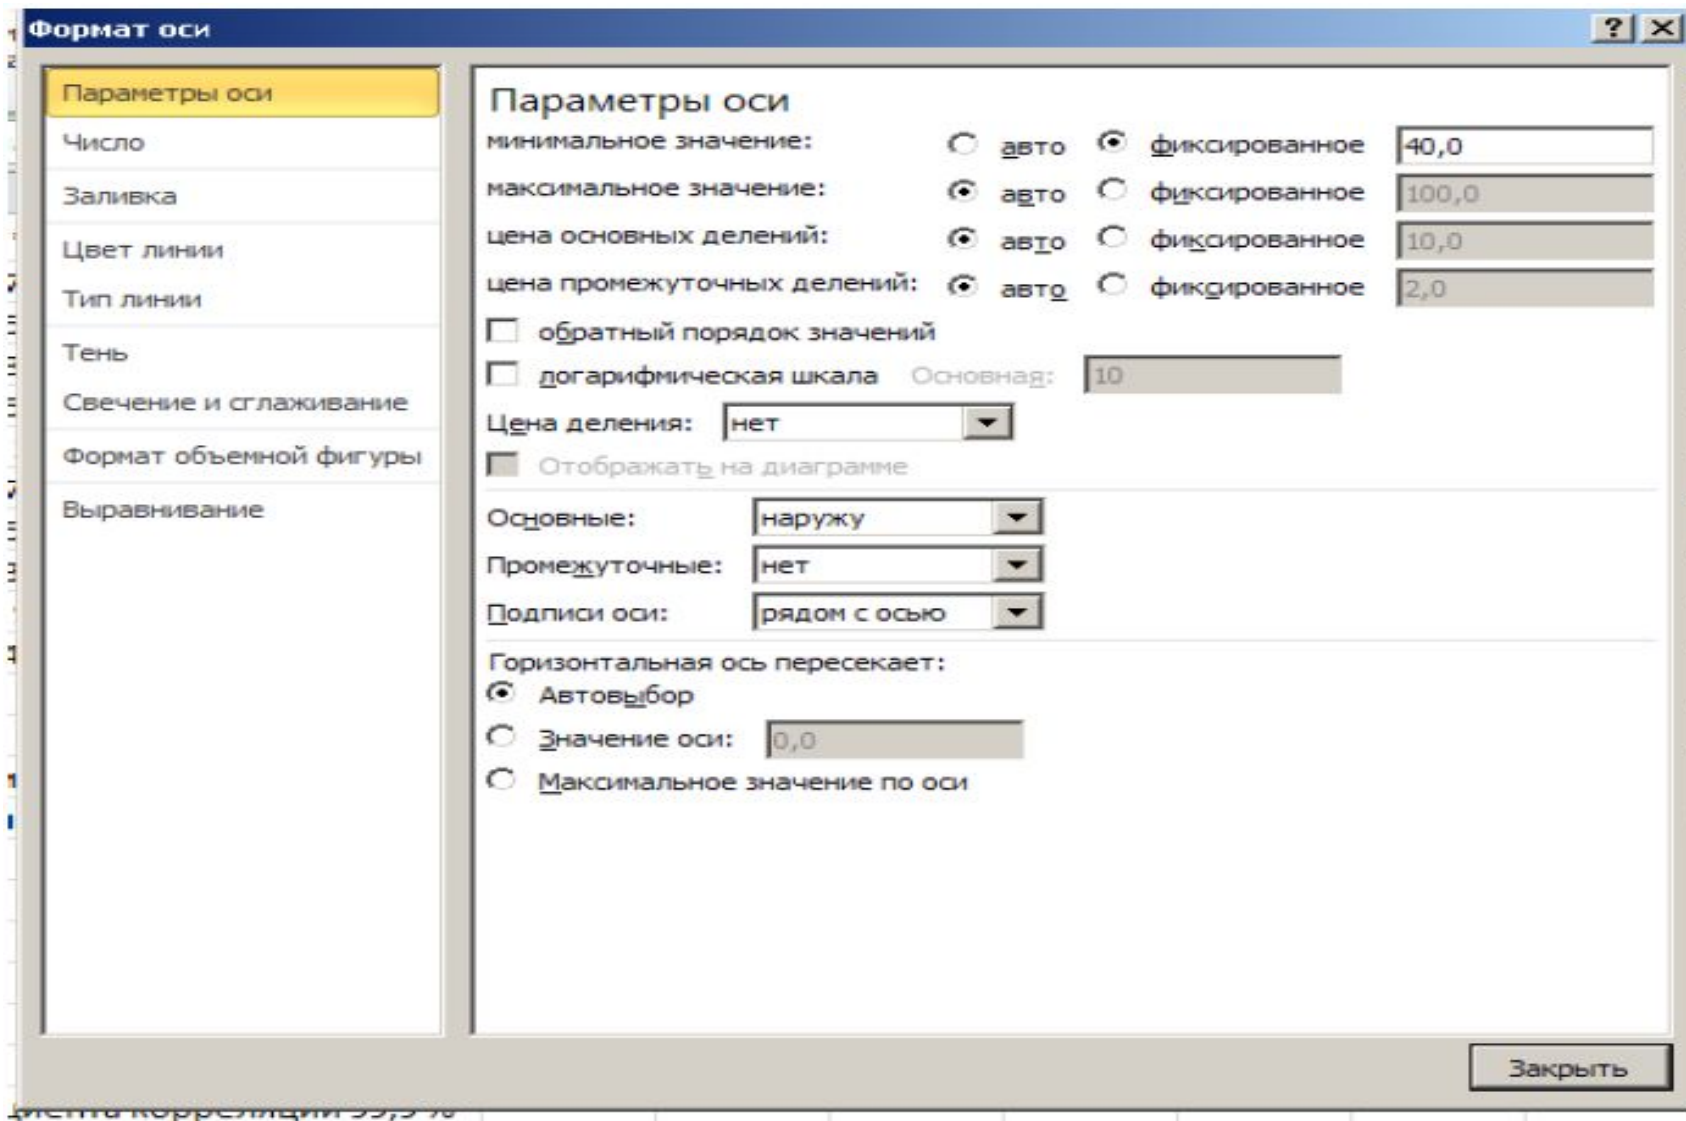 Формат оси
Параметры оси
Число
Заливка
Цвет линии
Тип линии
Тень
Свечение и сглаживание
Формат объемной фигуры
Выравнивание
Параметры оси
минимальное значение: авто фиксированное 40,0
максимальное значение: авто фиксированное 100,0
цена основных делений: авто фиксированное 10,0
цена промежуточных делений: авто фиксированное 2,0
обратный порядок значений
логарифмическая шкала Основная: 10
Цена деления: нет
Отображать на диаграмме
Основные: наружу
Промежуточные: нет
Подписи оси: рядом с осью
Горизонтальная ось пересекает:
Автовыбор
Значение оси: 0,0
Максимальное значение по оси
Закрыть
корреляции